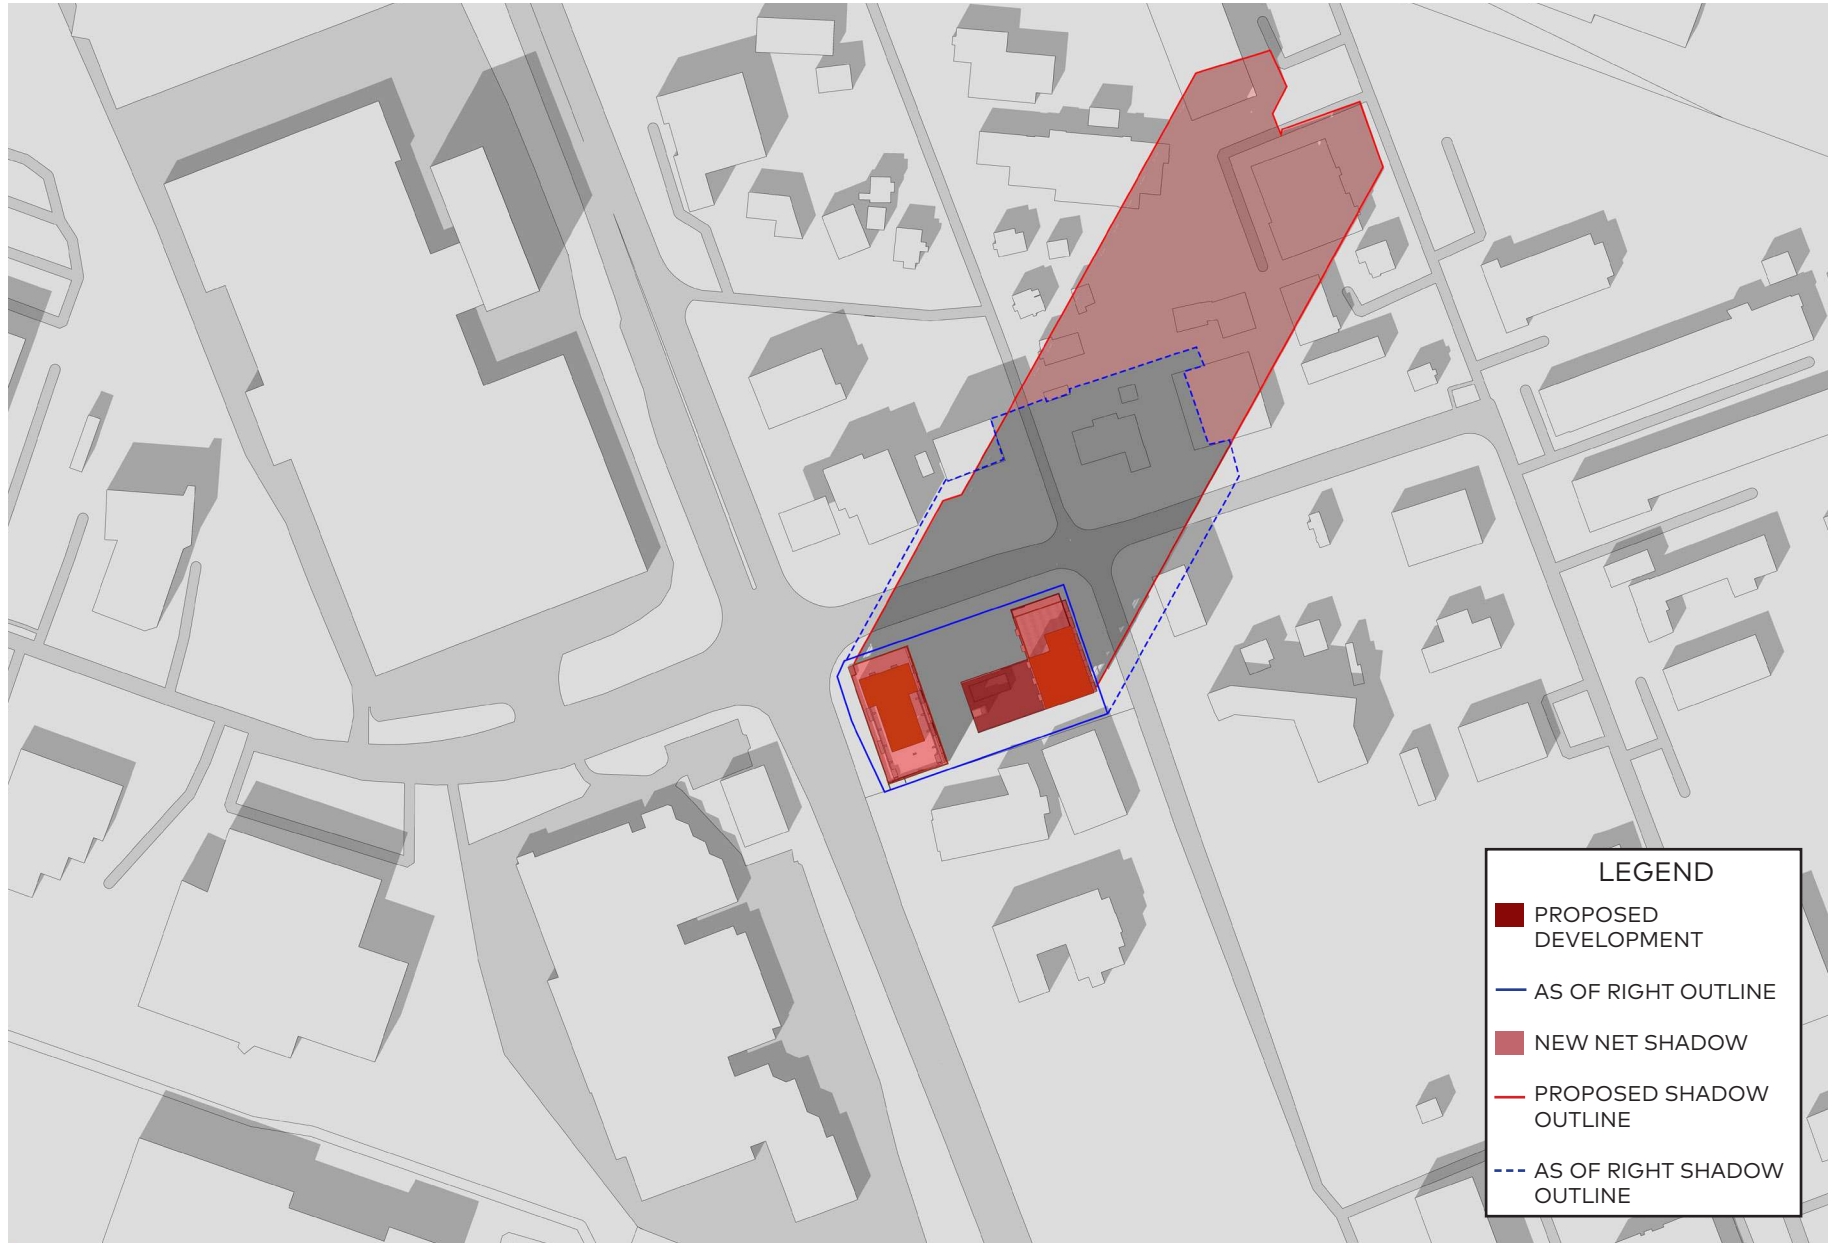 LEGEND
PROPOSED
DEVELOPMENT
AS OF RIGHT OUTLINE
NEW NET SHADOW
PROPOSED SHADOW
OUTLINE
AS OF RIGHT SHADOW
OUTLINE